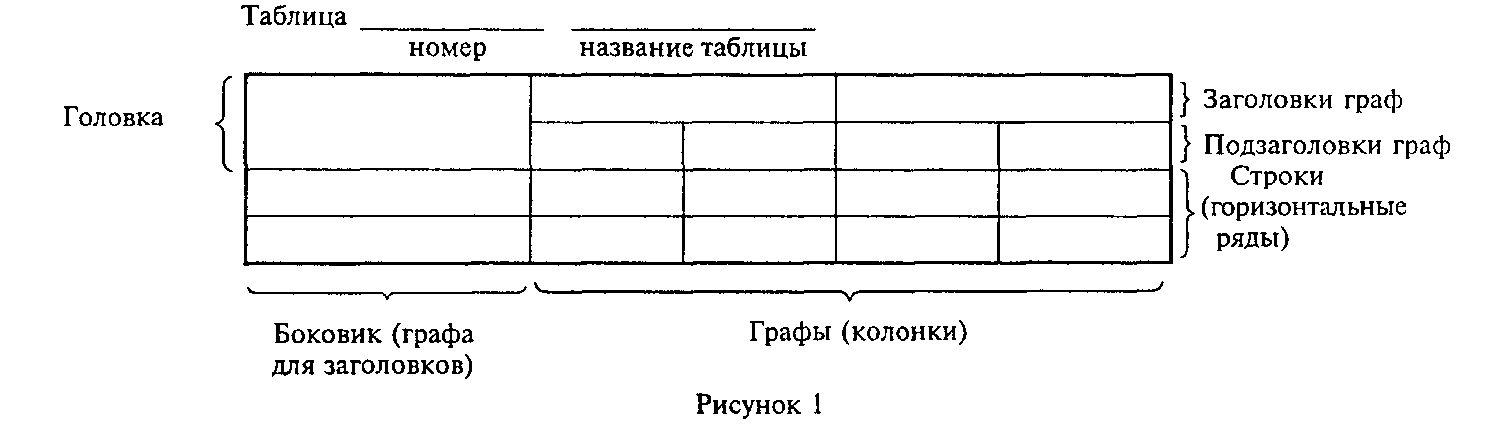 Таблица
номер название таблицы
Головка
Заголовки граф
Подзаголовки граф
Строки
(горизонтальные
ряды)
Боковик (графа
для заголовков)
Графы (колонки)
Рисунок 1